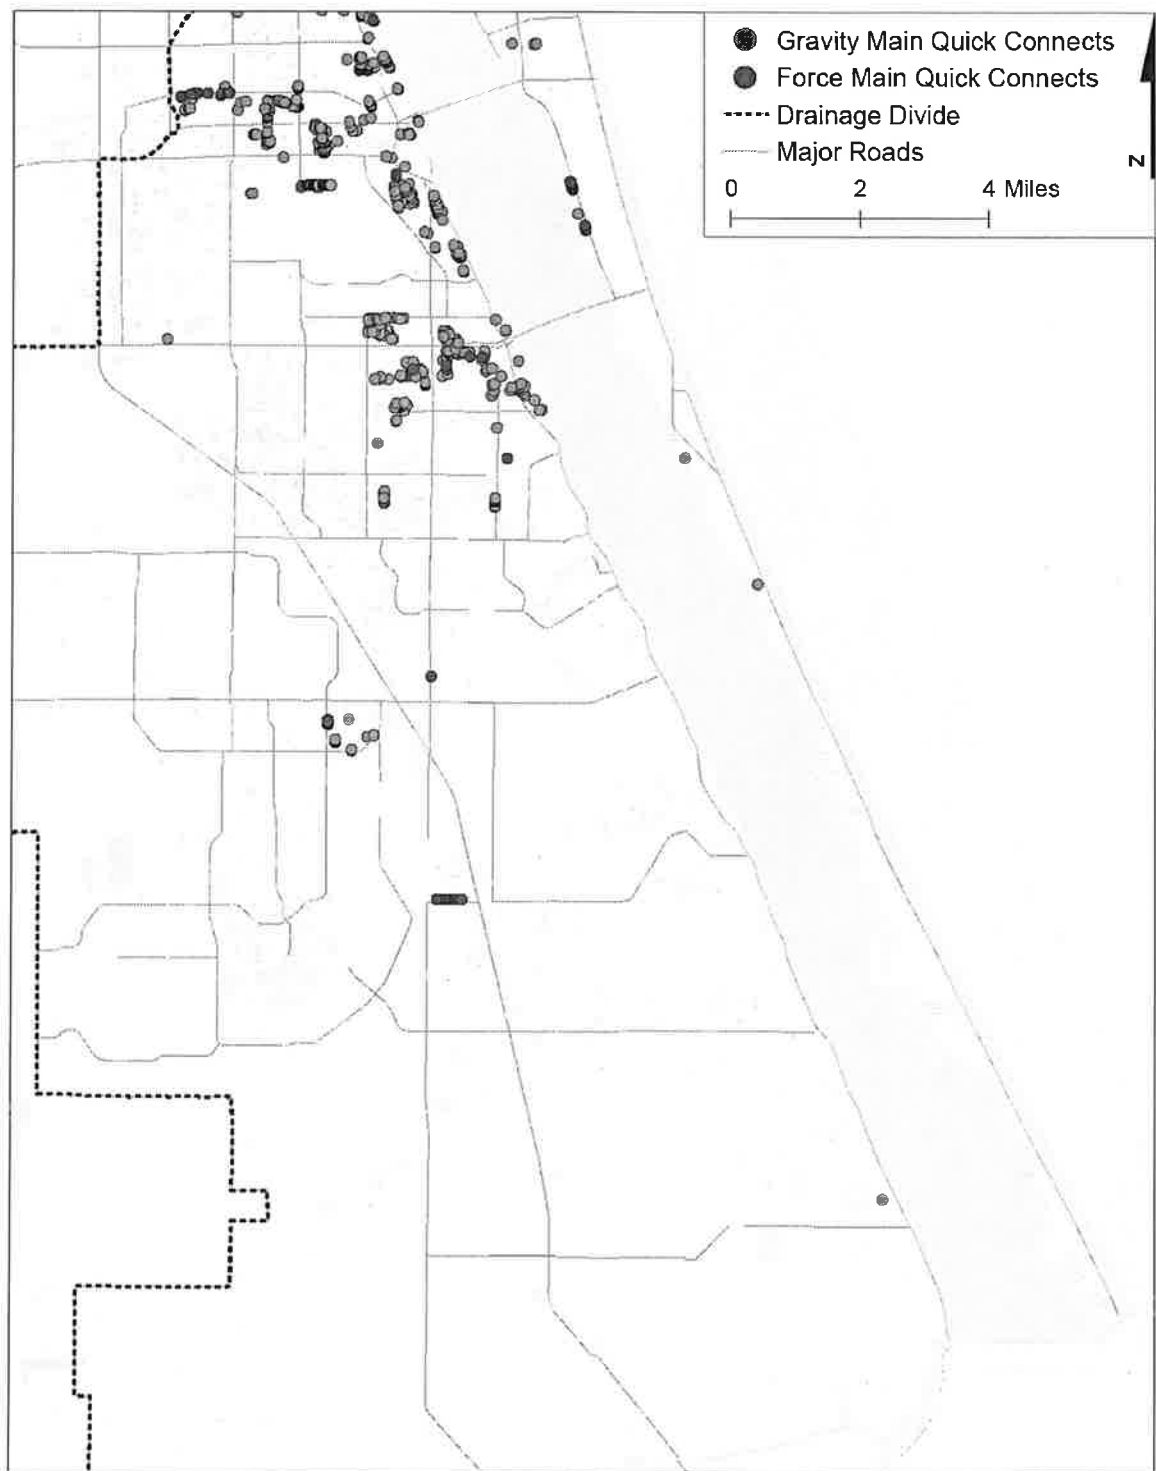 Gravity Main Quick Connects
Force Main Quick Connects
Drainage Divide
Major Roads
0 2 4 Miles
N